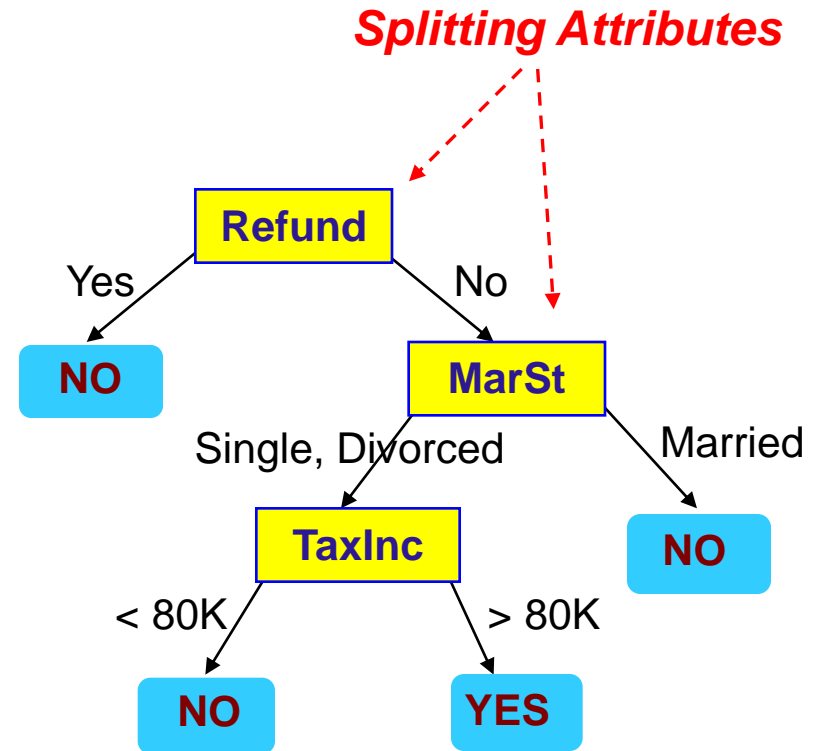 Splitting Attributes
Refund
Yes
No
NO
MarSt
Single, Divorced
Married
TaxInc
NO
< 80K
> 80K
NO
YES